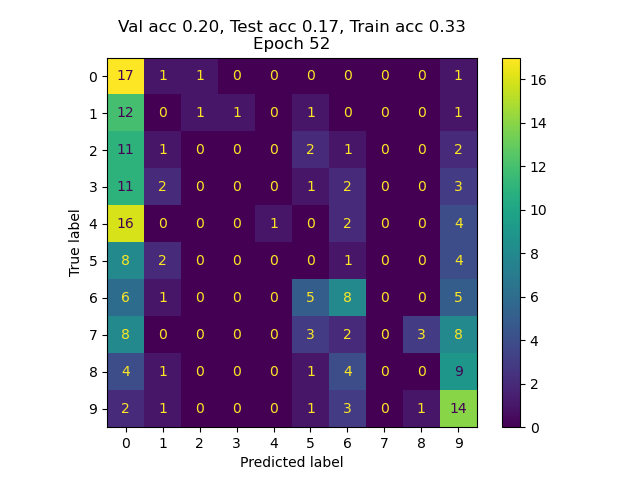 Val acc 0.20, Test acc 0.17, Train acc 0.33
Epoch 52
0 17 1 1 0 0 0 0 0 0 1
1 12 0 1 1 0 1 0 0 0 1
2 11 1 0 0 0 2 1 0 0 2
3 11 2 0 0 0 1 2 0 0 3
4 16 0 0 0 1 0 2 0 0 4
5 8 2 0 0 0 0 1 0 0 4
6 6 1 0 0 0 5 8 0 0 5
7 8 0 0 0 0 3 2 0 3 8
8 4 1 0 0 0 1 4 0 0 9
9 2 1 0 0 0 1 3 0 1 14
0 1 2 3 4 5 6 7 8 9
Predicted label
True label
16
14
12
10
8
6
4
2
0